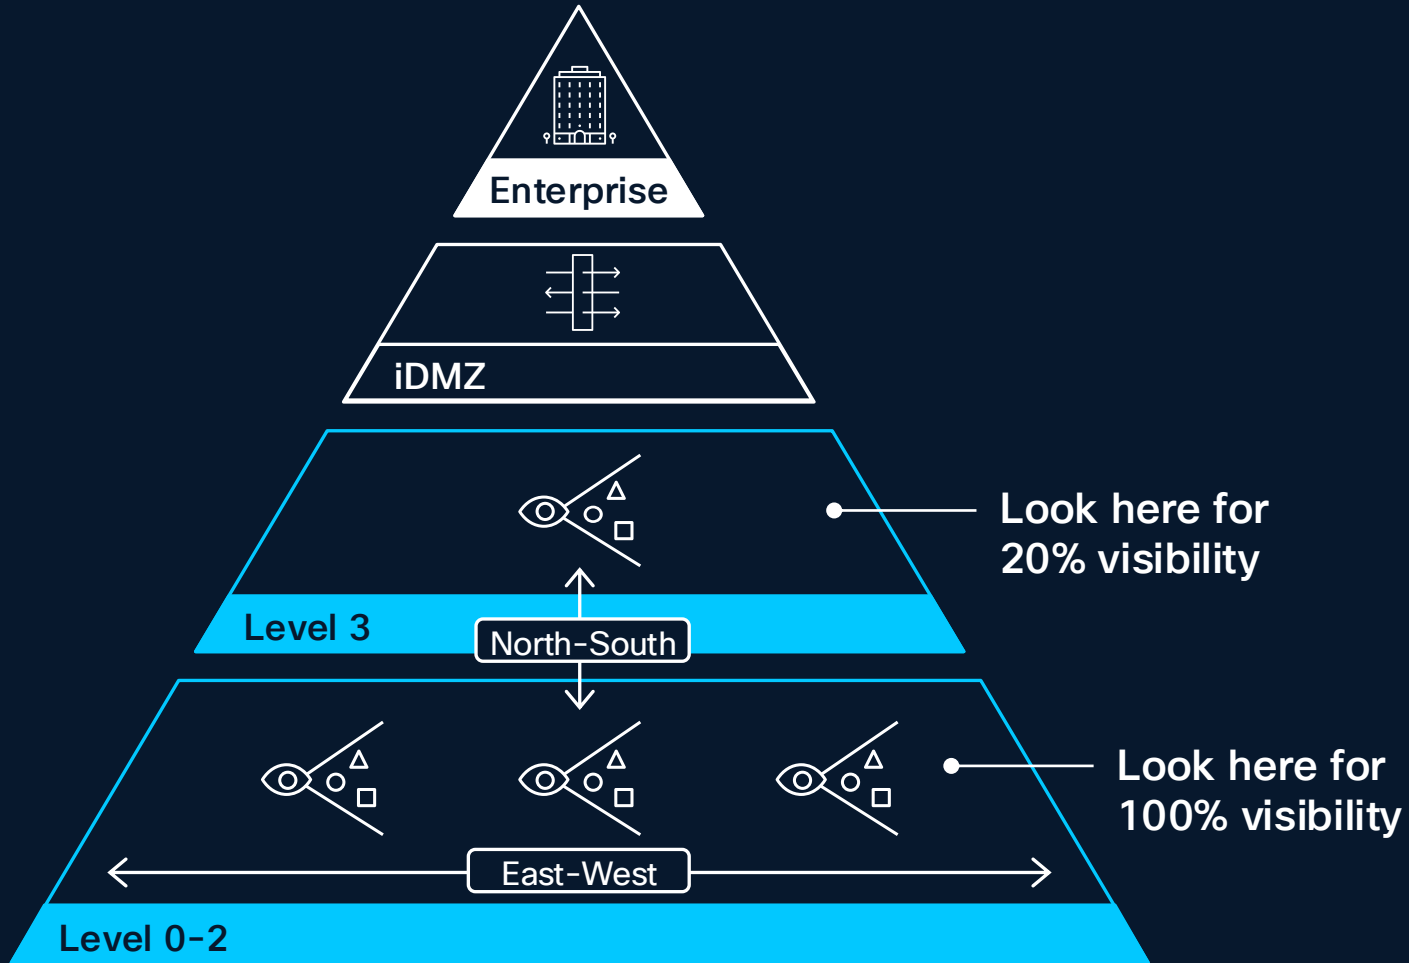 Enterprise
iDMZ
Look here for
20% visibility
Level 3
North-South
Look here for
100% visibility
East-West
Level 0-2